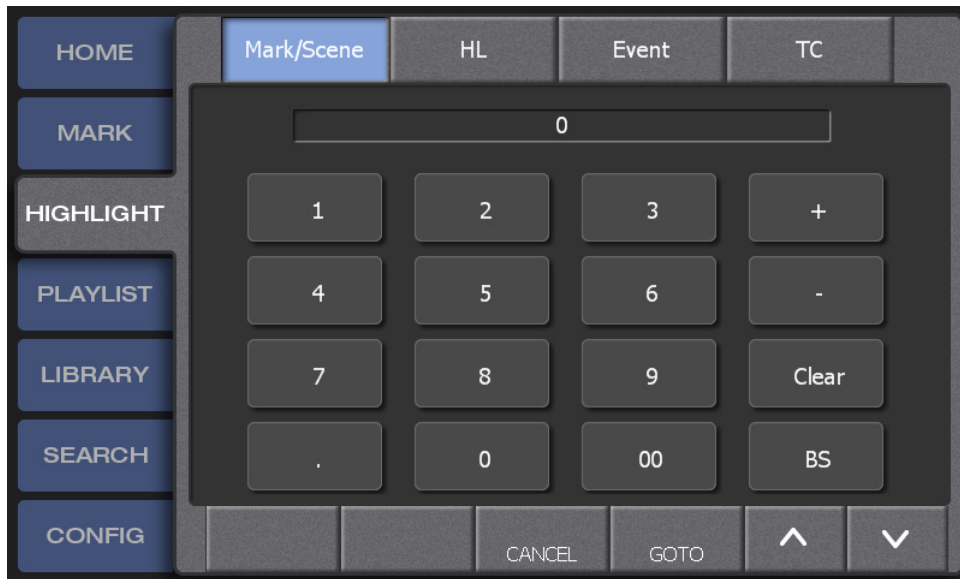 HOME
MARK
HIGHLIGHT
PLAYLIST
LIBRARY
SEARCH
CONFIG
Mark/Scene HL Event TC
0
1 2 3 +
4 5 6 -
7 8 9 Clear
. 0 00 BS
CANCEL GOTO